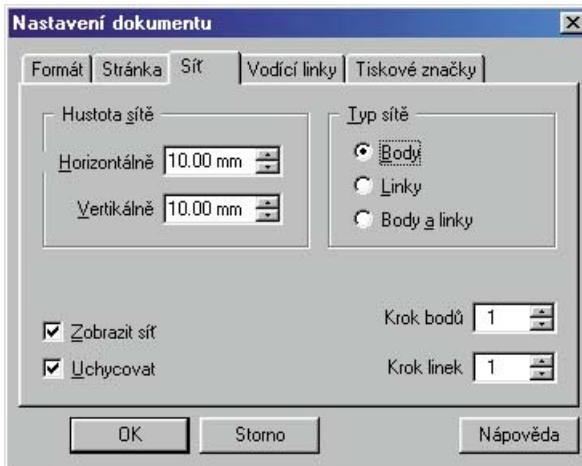 Nastavení dokumentu
Formát Stránka Síť Vodící linky Tiskové značky
Hustota sítě
Horizontálně 10.00 mm
Vertikálně 10.00 mm
Typ sítě
Body
Linky
Body a linky
Zobrazit síť
Uchycovat
Krok bodů 1
Krok linek 1
OK Storno Nápověda